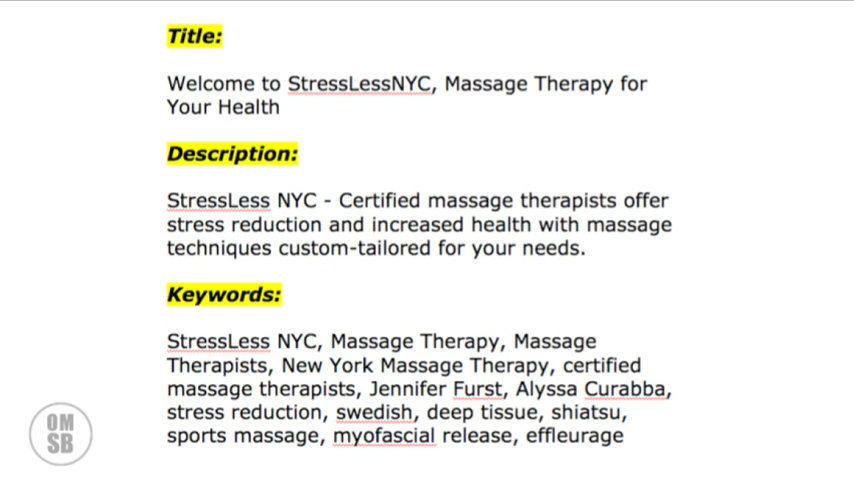 Title:
Welcome to StressLessNYC, Massage Therapy for
Your Health
Description:
StressLess NYC - Certified massage therapists offer
stress reduction and increased health with massage
techniques custom-tailored for your needs.
Keywords:
StressLess NYC, Massage Therapy, Massage
Therapists, New York Massage Therapy, certified
massage therapists, Jennifer Furst, Alyssa Curabba,
stress reduction, swedish, deep tissue, shiatsu,
sports massage, myofascial release, effleurage
OM
SB